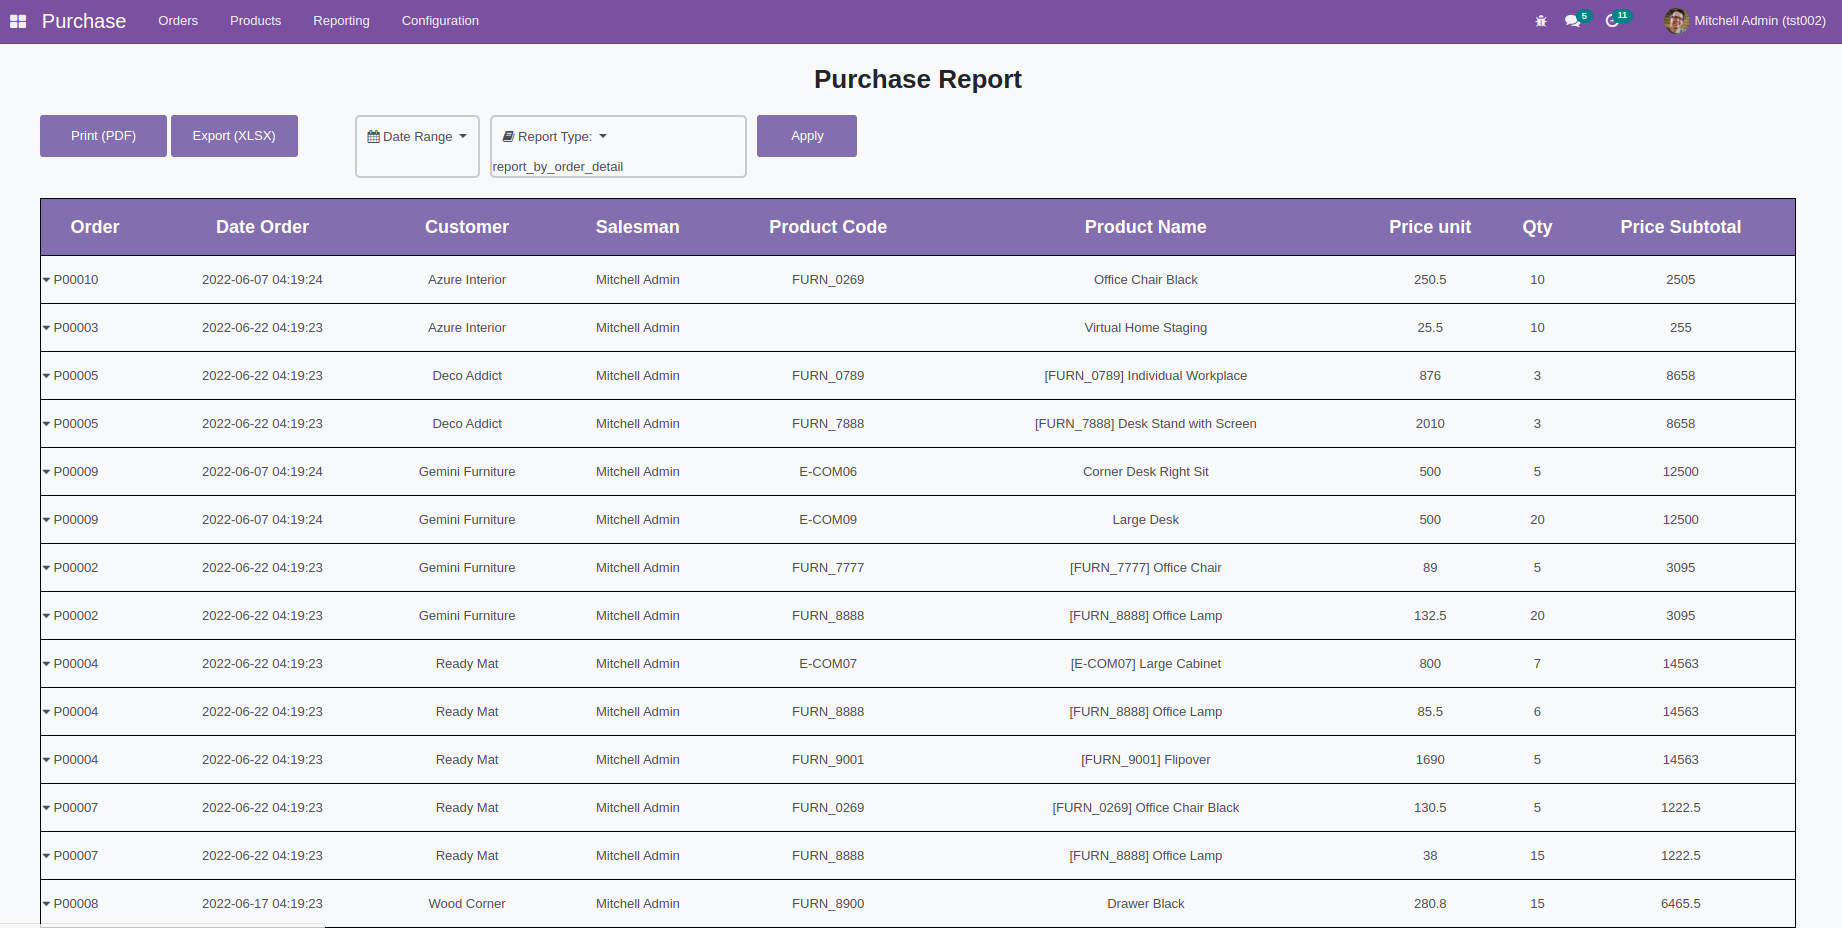 Purchase Orders Products Reporting Configuration 5 11 Mitchell Admin (tst002)
Purchase Report
Print (PDF) Export (XLSX) Date Range Report Type: Apply
report_by_order_detail
Order Date Order Customer Salesman Product Code Product Name Price unit Qty Price Subtotal
P00010 2022-06-07 04:19:24 Azure Interior Mitchell Admin FURN_0269 Office Chair Black 250.5 10 2505
P00003 2022-06-22 04:19:23 Azure Interior Mitchell Admin Virtual Home Staging 25.5 10 255
P00005 2022-06-22 04:19:23 Deco Addict Mitchell Admin FURN_0789 [FURN_0789] Individual Workplace 876 3 8658
P00005 2022-06-22 04:19:23 Deco Addict Mitchell Admin FURN_7888 [FURN_7888] Desk Stand with Screen 2010 3 8658
P00009 2022-06-07 04:19:24 Gemini Furniture Mitchell Admin E-COM06 Corner Desk Right Sit 500 5 12500
P00009 2022-06-07 04:19:24 Gemini Furniture Mitchell Admin E-COM09 Large Desk 500 20 12500
P00002 2022-06-22 04:19:23 Gemini Furniture Mitchell Admin FURN_7777 [FURN_7777] Office Chair 89 5 3095
P00002 2022-06-22 04:19:23 Gemini Furniture Mitchell Admin FURN_8888 [FURN_8888] Office Lamp 132.5 20 3095
P00004 2022-06-22 04:19:23 Ready Mat Mitchell Admin E-COM07 [E-COM07] Large Cabinet 800 7 14563
P00004 2022-06-22 04:19:23 Ready Mat Mitchell Admin FURN_8888 [FURN_8888] Office Lamp 85.5 6 14563
P00004 2022-06-22 04:19:23 Ready Mat Mitchell Admin FURN_9001 [FURN_9001] Flipover 1690 5 14563
P00007 2022-06-22 04:19:23 Ready Mat Mitchell Admin FURN_0269 [FURN_0269] Office Chair Black 130.5 5 1222.5
P00007 2022-06-22 04:19:23 Ready Mat Mitchell Admin FURN_8888 [FURN_8888] Office Lamp 38 15 1222.5
P00008 2022-06-17 04:19:23 Wood Corner Mitchell Admin FURN_8900 Drawer Black 280.8 15 6465.5